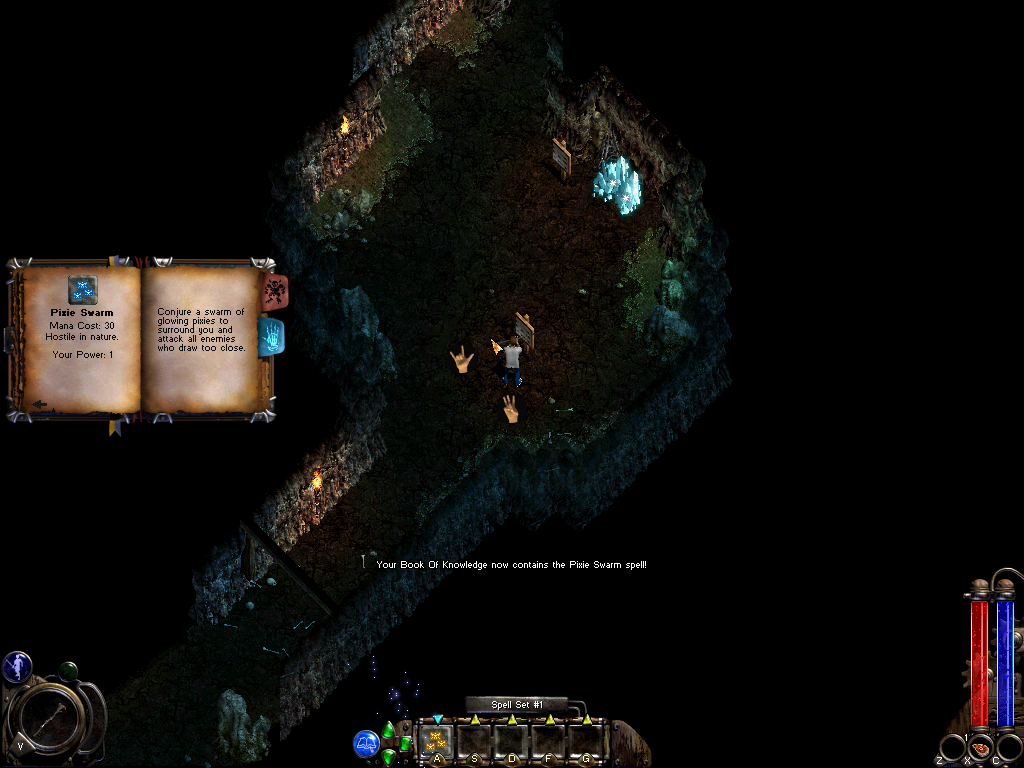 Pixie Swarm
Mana Cost: 30
Hostile in nature.
Your Power: 1
Conjure a swarm of
glowing pixies to
surround you and
attack all enemies
who draw too close.
Your Book Of Knowledge now contains the Pixie Swarm spell!
Spell Set #1
A S D F G
V
1
Z X C